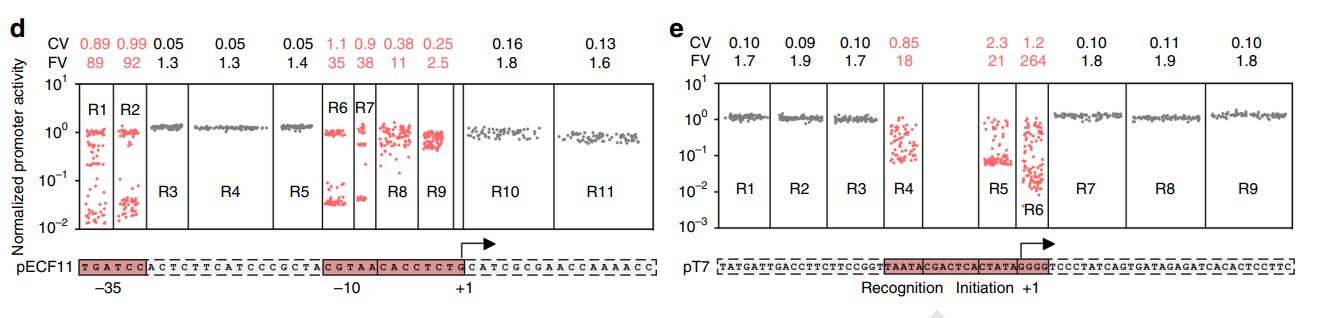 d
CV 0.89 0.99 0.05 0.05 0.05 1.1 0.9 0.38 0.25 0.16 0.13
FV 89 92 1.3 1.3 1.4 35 38 11 2.5 1.8 1.6
Normalized promoter activity
10¹
10⁰
10⁻¹
10⁻²
R1 R2 R6 R7
R3 R4 R5 R8 R9 R10 R11
pECF11 TGATCCACTCTTCATCCCGCTACGTAACACCTCTGCATCGCGAACCAAAACC
−35 −10 +1
e
CV 0.10 0.09 0.10 0.85 2.3 1.2 0.10 0.11 0.10
FV 1.7 1.9 1.7 18 21 264 1.8 1.9 1.8
10¹
10⁰
10⁻¹
10⁻²
10⁻³
R1 R2 R3 R4 R5 R7 R8 R9
R6
pT7 TATGATTGACCTTCTTCCGGTTAATACGACTCACTATAGGGGTCCCTATCAGTGATAGAGATCACACTCCTTC
Recognition Initiation +1